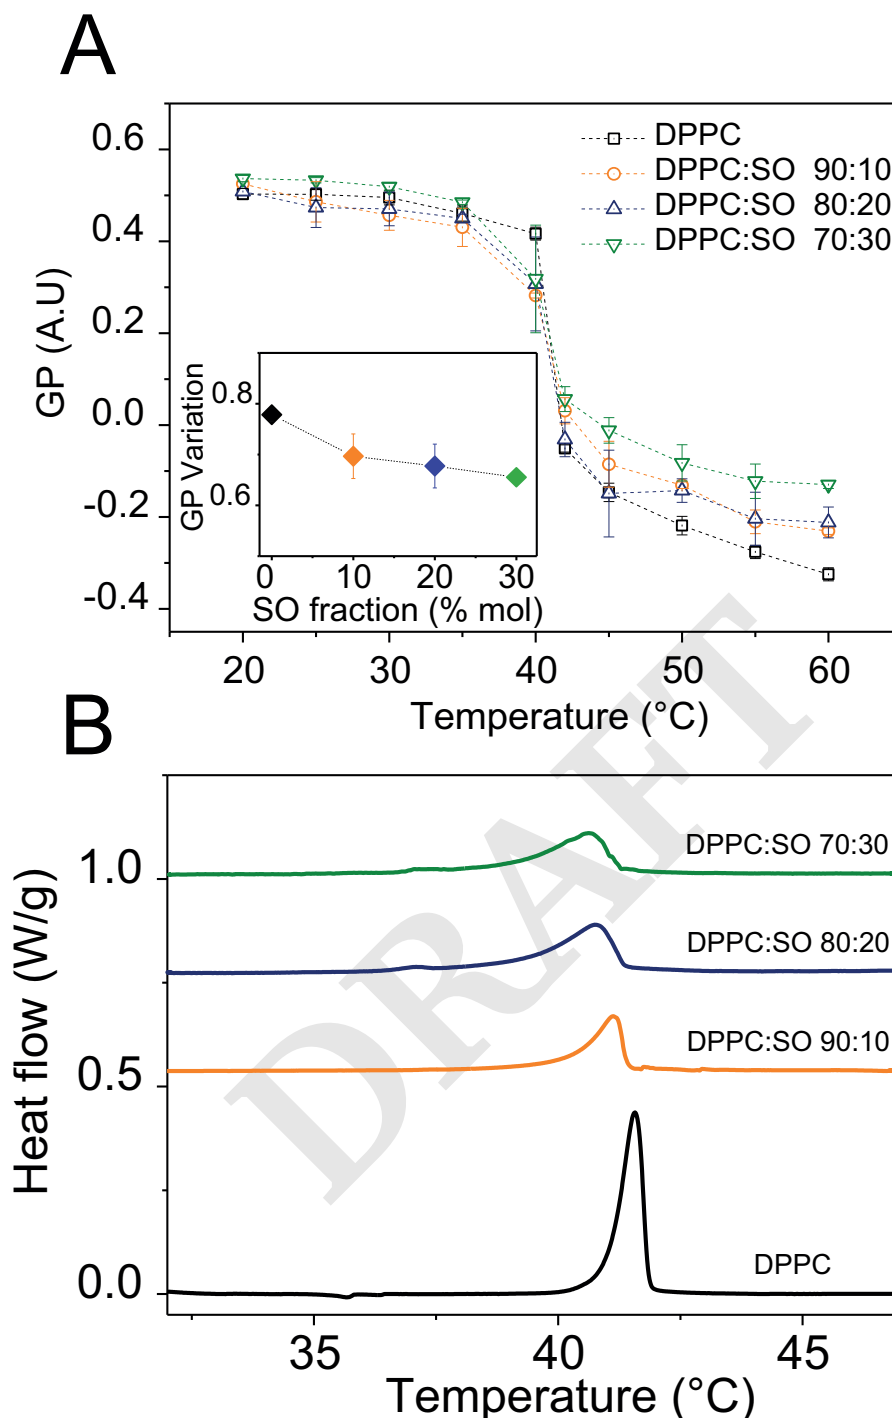 A
GP (A.U)
0.6
0.4
0.2
0.0
-0.2
-0.4
DPPC
DPPC:SO 90:10
DPPC:SO 80:20
DPPC:SO 70:30
GP Variation
0.8
0.6
0 10 20 30
SO fraction (% mol)
20 30 40 50 60
Temperature (°C)
DRAFT
B
Heat flow (W/g)
1.0
0.5
0.0
DPPC:SO 70:30
DPPC:SO 80:20
DPPC:SO 90:10
DPPC
35 40 45
Temperature (°C)